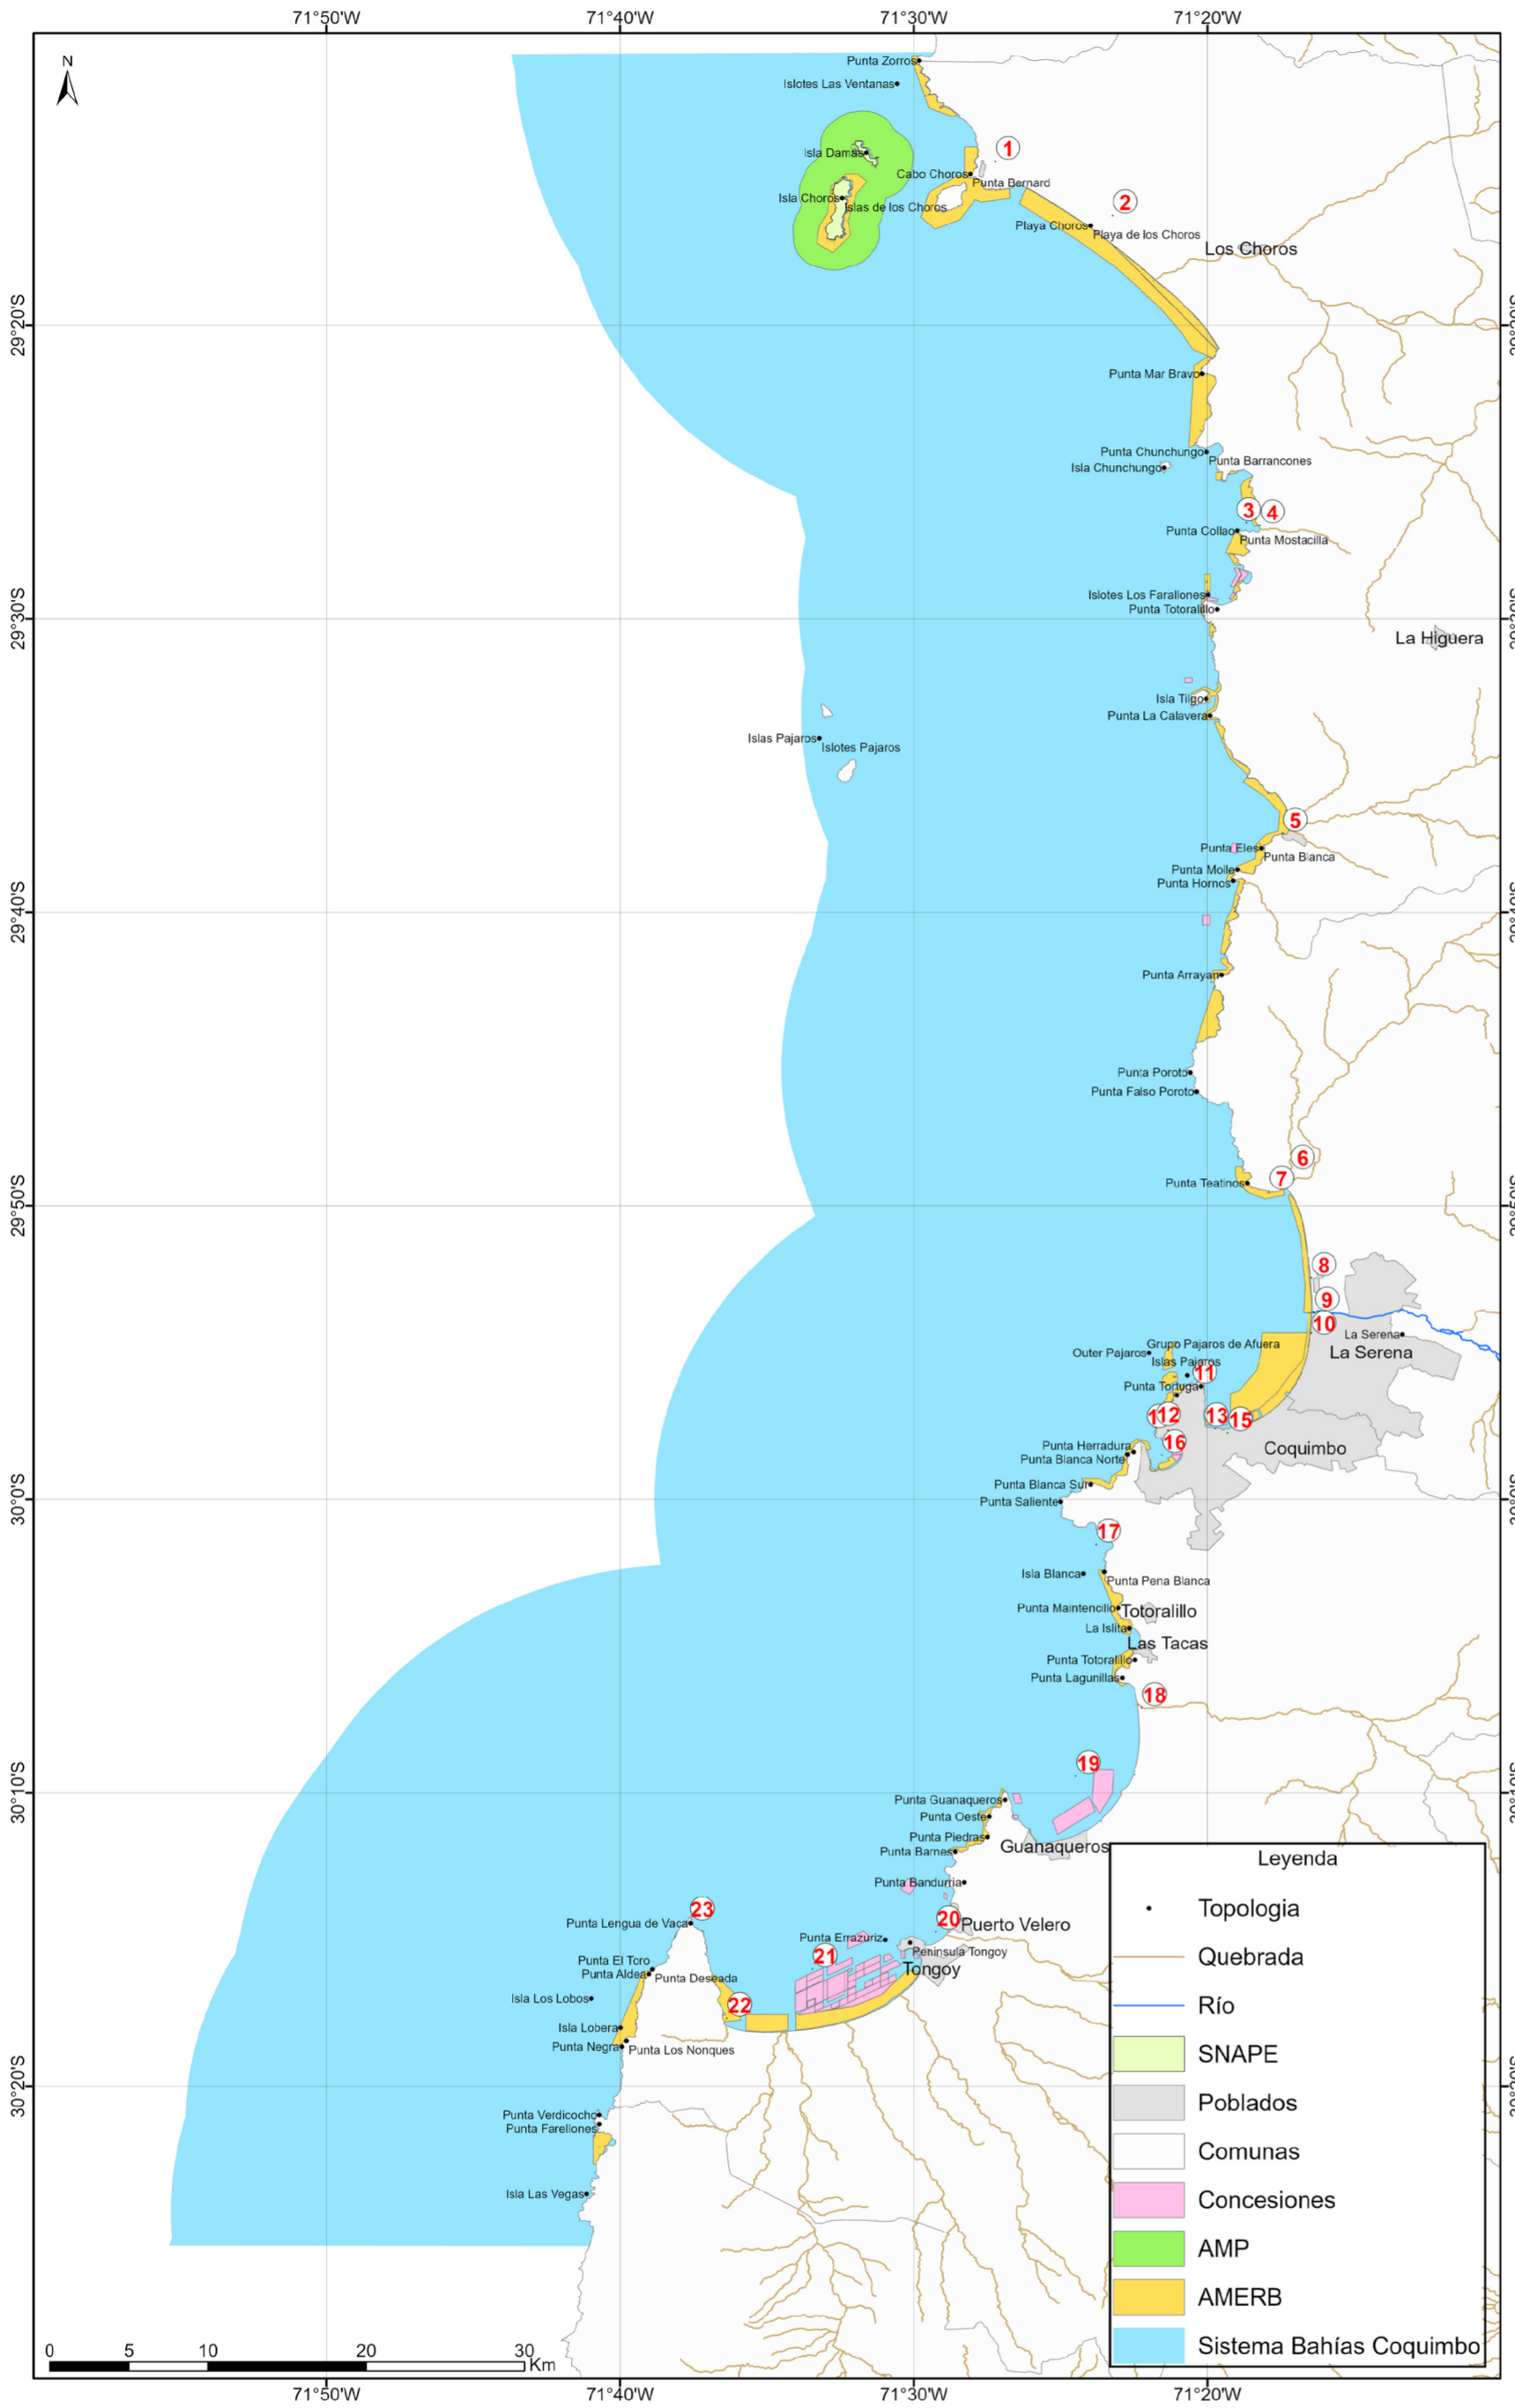 71°50'W 71°40'W 71°30'W 71°20'W
N
Punta Zorros
Islotes Las Ventanas
1
Isla Damas
Cabo Choros
Punta Bernard
Isla Choros
Islas de los Choros
2
Playa Choros
Playa de los Choros
Los Choros
29°20'S
Punta Mar Bravo
Punta Chunchungo
Punta Barrancones
Isla Chunchungo
3 4
Punta Collao
Punta Mostacilla
Islotes Los Farallones
Punta Totoralillo
29°30'S
La Higuera
Isla Tilgo
Punta La Calavera
Islas Pajaros
Islotes Pajaros
5
Punta Eles
Punta Blanca
Punta Molle
Punta Hornos
29°40'S
Punta Arrayan
Punta Poroto
Punta Falso Poroto
6
7
Punta Teatinos
29°50'S
8
9
10
La Serena
La Serena
Grupo Pajaros de Afuera
Outer Pajaros
Islas Pajaros
11
Punta Tortuga
12 13 15
16
Coquimbo
Punta Herradura
Punta Blanca Norte
Punta Blanca Sur
30°0'S
Punta Saliente
17
Isla Blanca
Punta Pena Blanca
Punta Maintencillo
Totoralillo
La Islita
Las Tacas
Punta Totoralillo
Punta Lagunillas
18
19
30°10'S
Punta Guanaqueros
Punta Oeste
Punta Piedras
Guanaqueros
Punta Barnes
Punta Bandurria
23
20
Puerto Velero
Punta Lengua de Vaca
Punta Errazuriz
Peninsula Tongoy
21
Tongoy
Punta El Toro
Punta Aldea
Punta Deseada
Isla Los Lobos
22
Isla Lobera
Punta Negra
Punta Los Nonques
30°20'S
Punta Verdicocho
Punta Farellones
Isla Las Vegas
Leyenda
Topologia
Quebrada
Río
SNAPE
Poblados
Comunas
Concesiones
AMP
AMERB
Sistema Bahías Coquimbo
0 5 10 20 30
Km
71°50'W 71°40'W 71°30'W 71°20'W